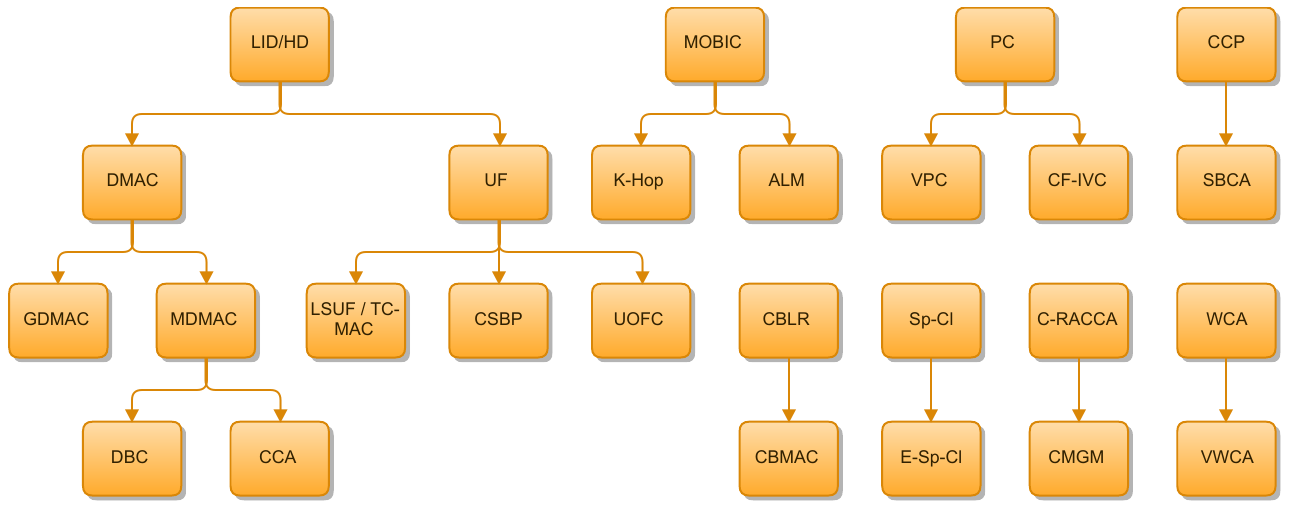 LID/HD
MOBIC
PC
CCP
DMAC
UF
K-Hop
ALM
VPC
CF-IVC
SBCA
GDMAC
MDMAC
LSUF / TC-
MAC
CSBP
UOFC
CBLR
Sp-Cl
C-RACCA
WCA
DBC
CCA
CBMAC
E-Sp-Cl
CMGM
VWCA